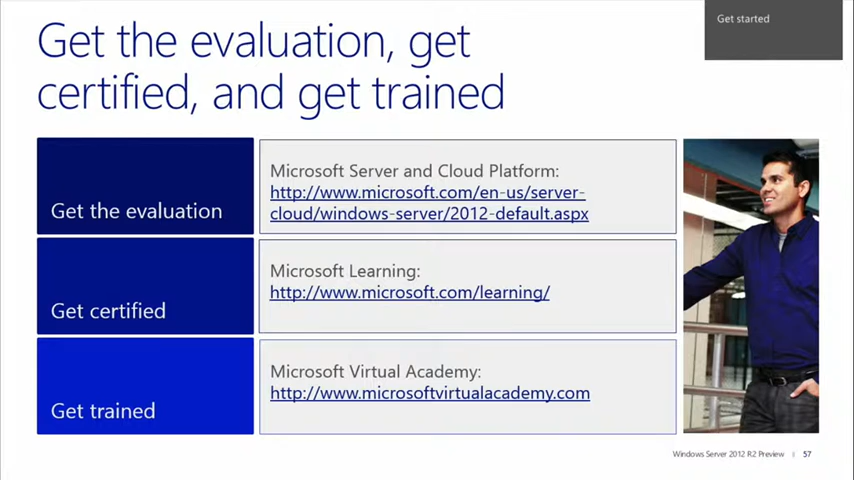 Get started
Get the evaluation, get
certified, and get trained
Get the evaluation
Microsoft Server and Cloud Platform:
http://www.microsoft.com/en-us/server-
cloud/windows-server/2012-default.aspx
Get certified
Microsoft Learning:
http://www.microsoft.com/learning/
Get trained
Microsoft Virtual Academy:
http://www.microsoftvirtualacademy.com
Windows Server 2012 R2 Preview | 57